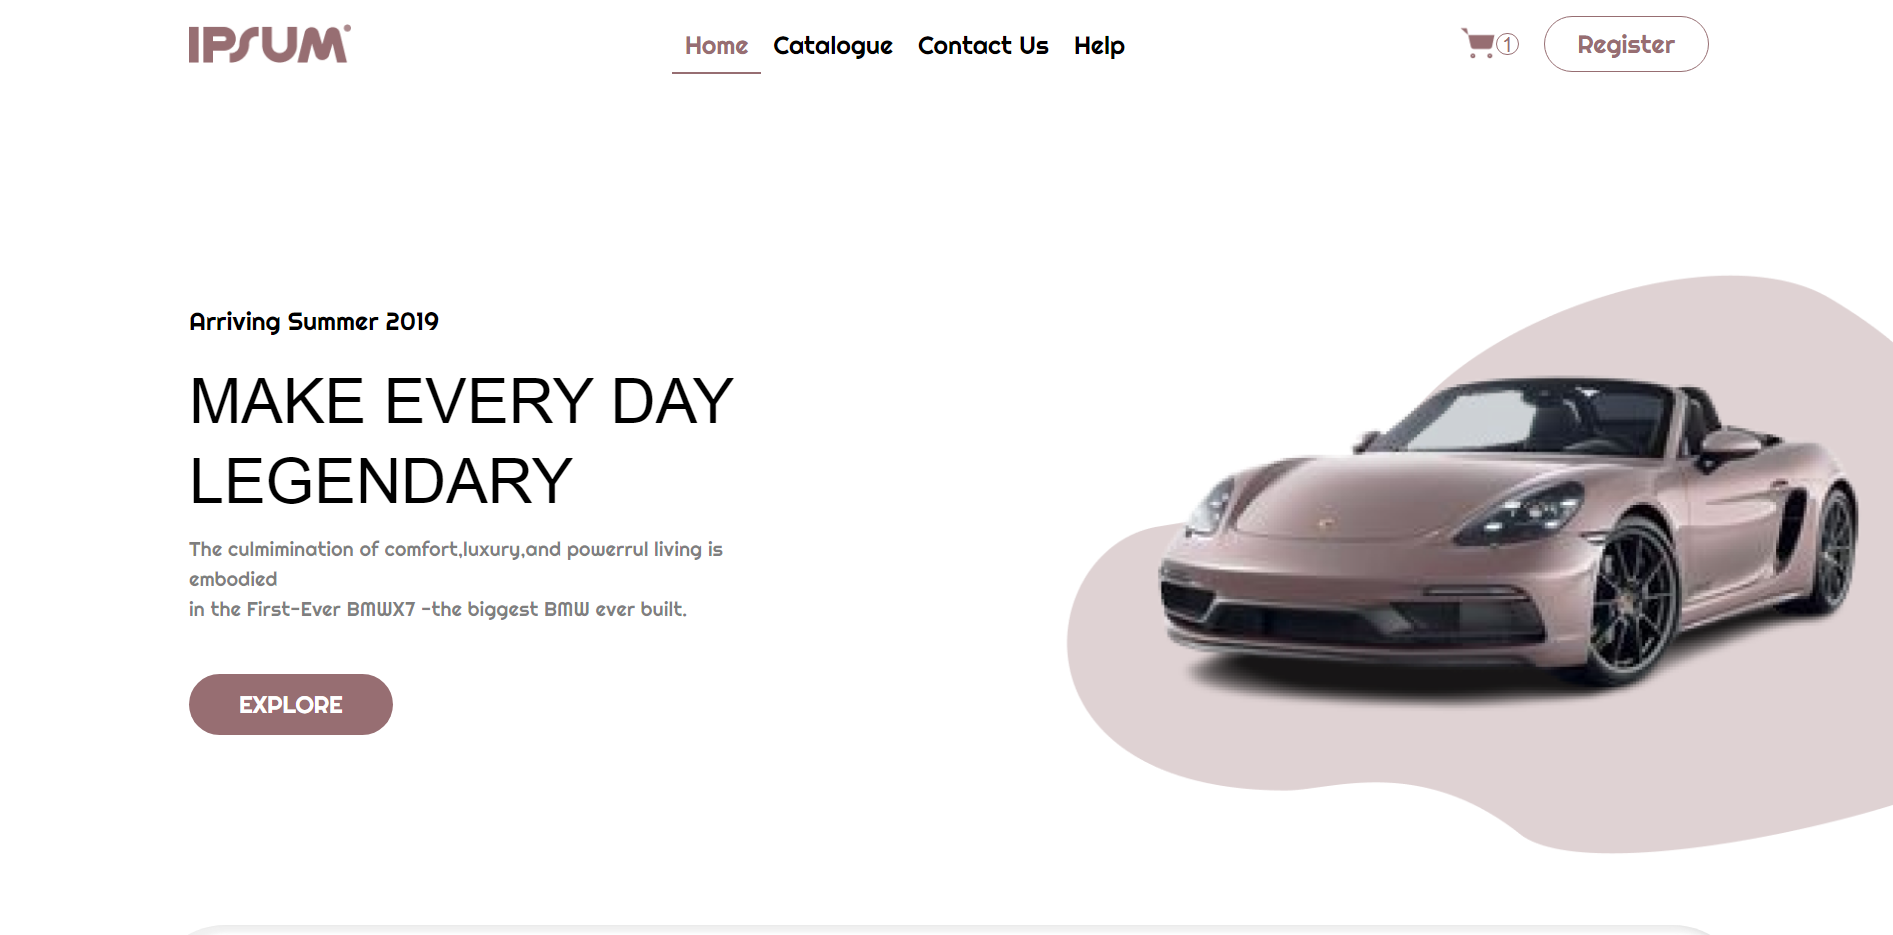 IPSUM
Home Catalogue Contact Us Help
1
Register
Arriving Summer 2019
MAKE EVERY DAY
LEGENDARY
The culmimination of comfort,luxury,and powerrul living is
embodied
in the First-Ever BMWX7 -the biggest BMW ever built.
EXPLORE